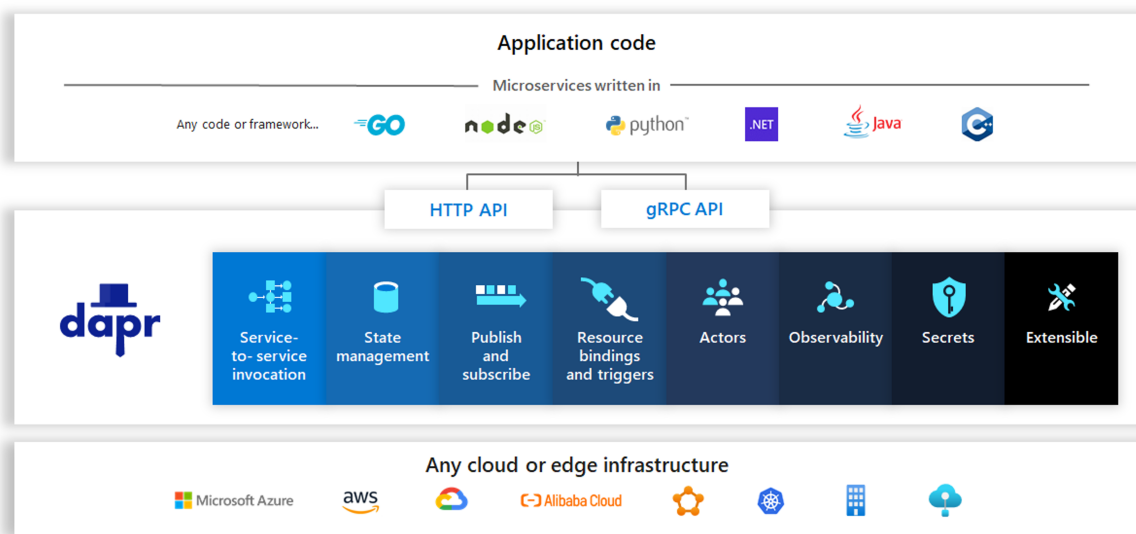 Application code
Microservices written in
Any code or framework...
GO
node JS
python™
.NET
Java
C++
HTTP API
gRPC API
dapr
Service-
to- service
invocation
State
management
Publish
and
subscribe
Resource
bindings
and triggers
Actors
Observability
Secrets
Extensible
Any cloud or edge infrastructure
Microsoft Azure
aws
Alibaba Cloud